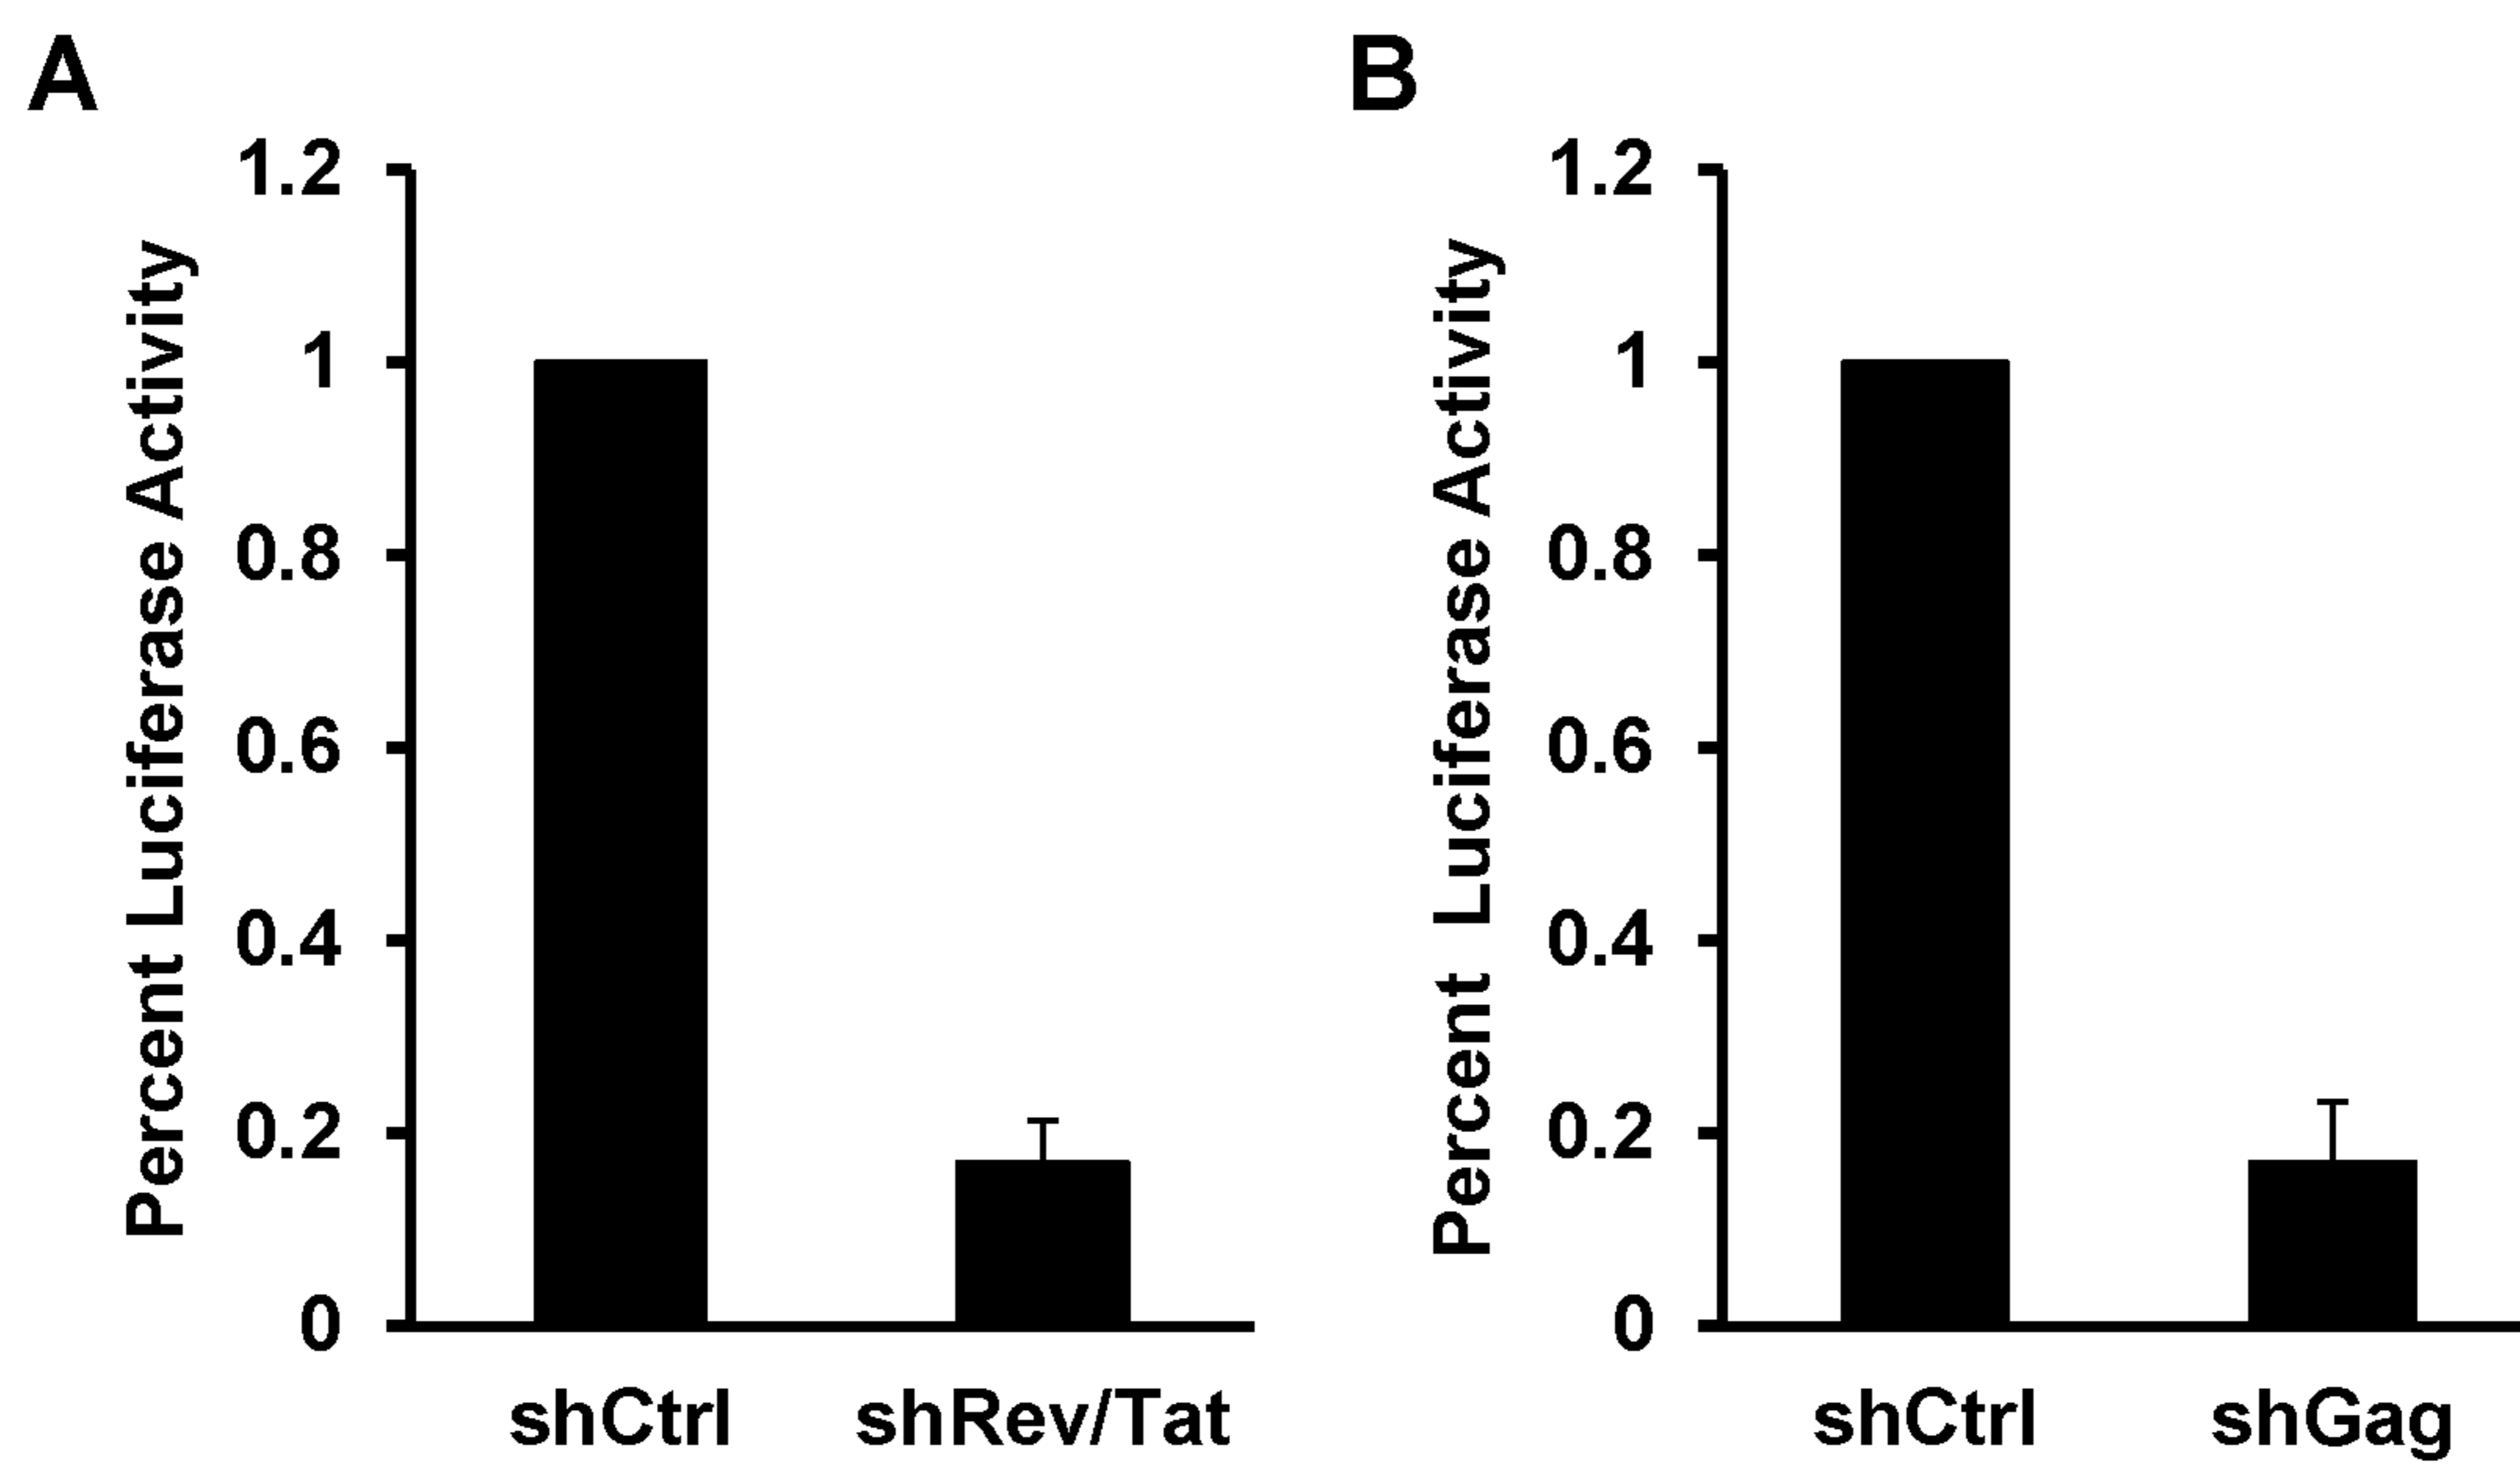 A
Percent Luciferase Activity
1.2
1
0.8
0.6
0.4
0.2
0
shCtrl
shRev/Tat
B
Percent Luciferase Activity
1.2
1
0.8
0.6
0.4
0.2
0
shCtrl
shGag